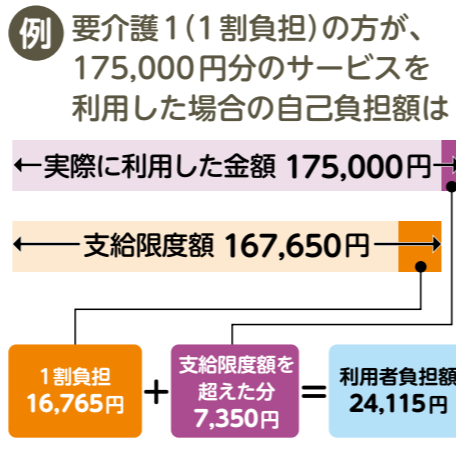 例
要介護1(1割負担)の方が、
175,000円分のサービスを
利用した場合の自己負担額は
実際に利用した金額 175,000円
支給限度額 167,650円
1割負担
16,765円
+
支給限度額を
超えた分
7,350円
=
利用者負担額
24,115円